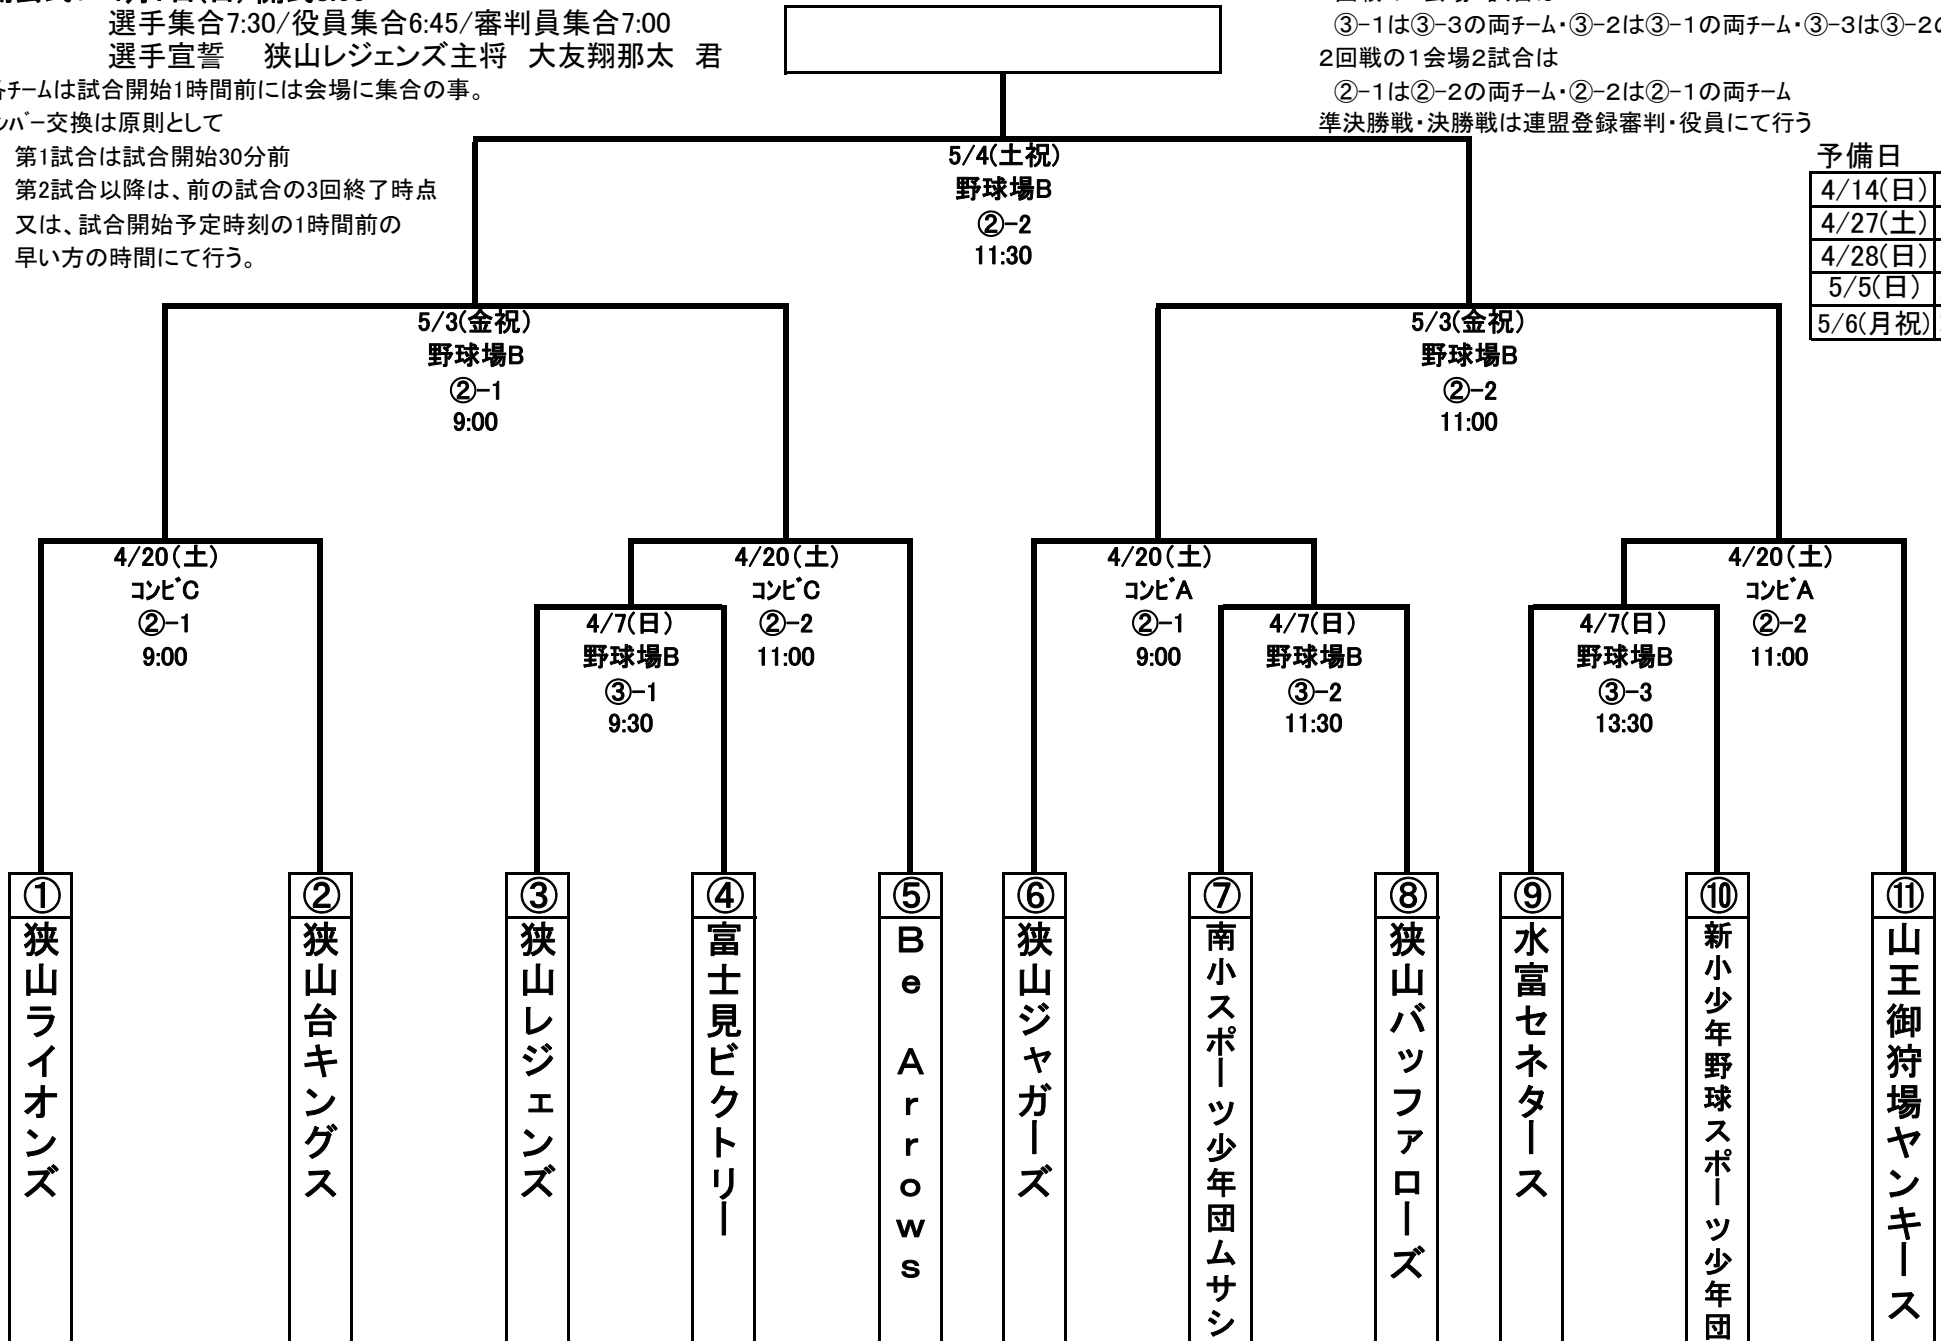 選手集合7:30/役員集合6:45/審判員集合7:00
選手宣誓　狭山レジェンズ主将　大友翔那太　君
チームは試合開始1時間前には会場に集合の事。
ﾊﾞｰ交換は原則として
第1試合は試合開始30分前
第2試合以降は、前の試合の3回終了時点
又は、試合開始予定時刻の1時間前の
早い方の時間にて行う。
③-1は③-3の両チーム・③-2は③-1の両チーム・③-3は③-2の
2回戦の1会場2試合は
②-1は②-2の両チーム・②-2は②-1の両チーム
準決勝戦・決勝戦は連盟登録審判・役員にて行う
予備日
4/14(日)
4/27(土)
4/28(日)
5/5(日)
5/6(月祝)
5/4(土祝)
野球場B
②-2
11:30
5/3(金祝)
野球場B
②-1
9:00
5/3(金祝)
野球場B
②-2
11:00
4/20(土)
コンビC
②-1
9:00
4/20(土)
コンビC
②-2
11:00
4/20(土)
コンビA
②-1
9:00
4/20(土)
コンビA
②-2
11:00
4/7(日)
野球場B
③-1
9:30
4/7(日)
野球場B
③-2
11:30
4/7(日)
野球場B
③-3
13:30
①
狭山ライオンズ
②
狭山台キングス
③
狭山レジェンズ
④
富士見ビクトリー
⑤
Be Arrows
⑥
狭山ジャガーズ
⑦
南小スポーツ少年団ムサシ
⑧
狭山バッファローズ
⑨
水富セネタース
⑩
新小少年野球スポーツ少年団
⑪
山王御狩場ヤンキース